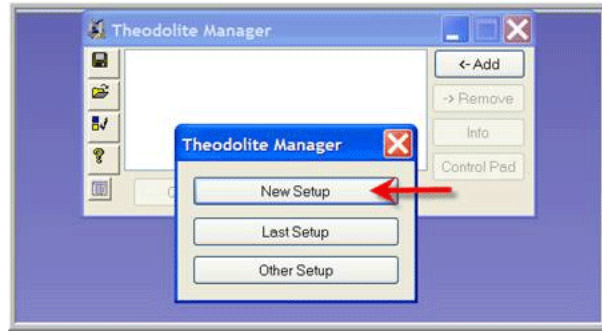 Theodolite Manager
<- Add
-> Remove
Info
Control Pad
Theodolite Manager
New Setup
Last Setup
Other Setup